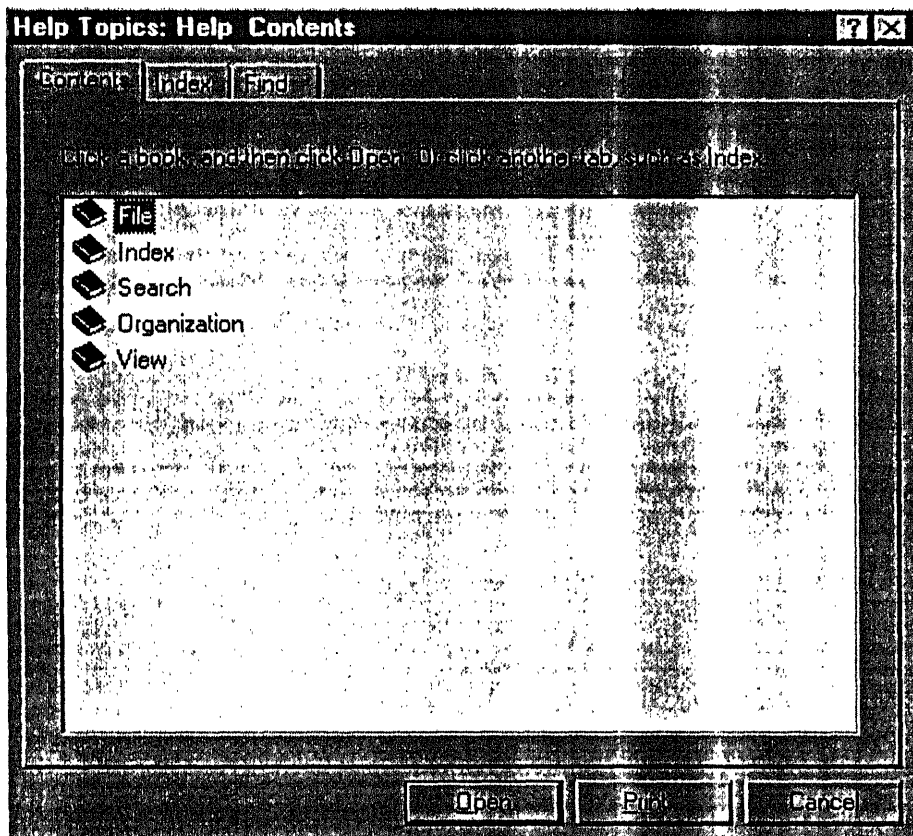 Help Topics: Help Contents
Contents Index Find
Click a book, and then click Open. Or click another tab, such as Index.
File
Index
Search
Organization
View
Open Print Cancel